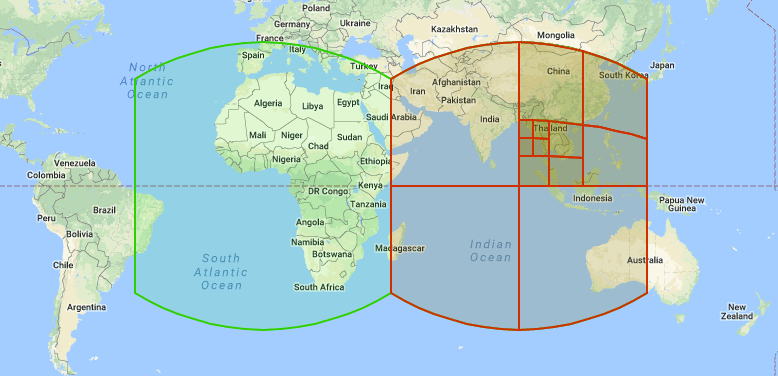 Poland
Germany
Ukraine
Kazakhstan
Mongolia
France
Italy
Spain
Turkey
Japan
North
Atlantic
Ocean
China
South Korea
Iraq
Iran
Afghanistan
Pakistan
Algeria
Libya
Egypt
Saudi Arabia
India
Thailand
Mali
Niger
Sudan
Chad
Nigeria
Ethiopia
Venezuela
Colombia
DR Congo
Kenya
Tanzania
Indonesia
Papua New
Guinea
Brazil
Peru
Bolivia
Angola
Namibia
Botswana
Madagascar
Indian
Ocean
South
Atlantic
Ocean
Chile
Australia
South Africa
Argentina
New
Zealand